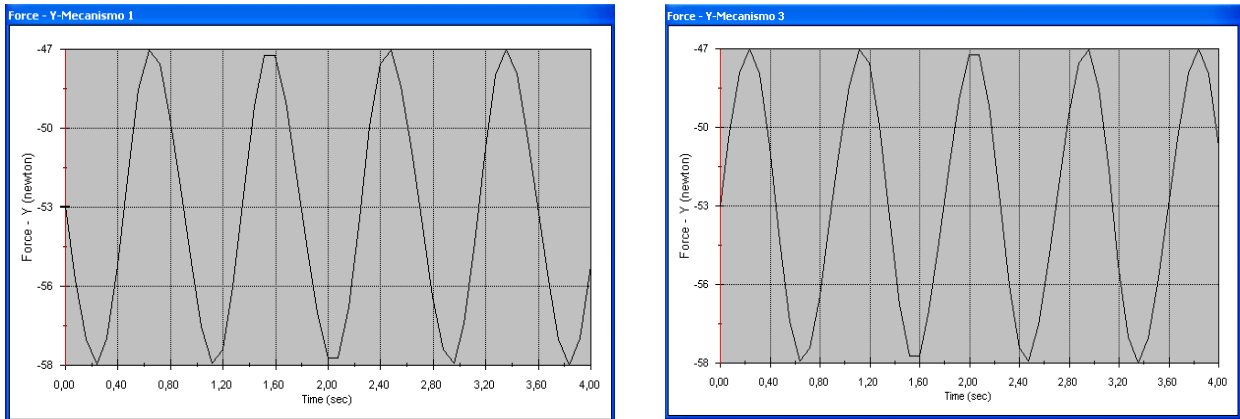 Force - Y-Mecanismo 1
-47
-50
-53
-56
-58
Force - Y (newton)
0,00 0,40 0,80 1,20 1,60 2,00 2,40 2,80 3,20 3,60 4,00
Time (sec)
Force - Y-Mecanismo 3
-47
-50
-53
-56
-58
Force - Y (newton)
0,00 0,40 0,80 1,20 1,60 2,00 2,40 2,80 3,20 3,60 4,00
Time (sec)